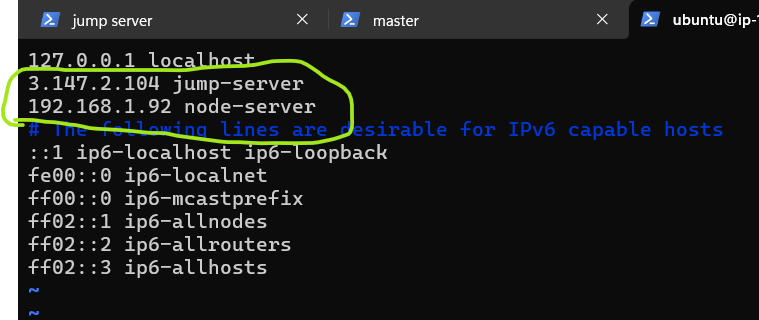 jump server
master
ubuntu@ip-
127.0.0.1 localhost
3.147.2.104 jump-server
192.168.1.92 node-server
# The following lines are desirable for IPv6 capable hosts
::1 ip6-localhost ip6-loopback
fe00::0 ip6-localnet
ff00::0 ip6-mcastprefix
ff02::1 ip6-allnodes
ff02::2 ip6-allrouters
ff02::3 ip6-allhosts
~
~